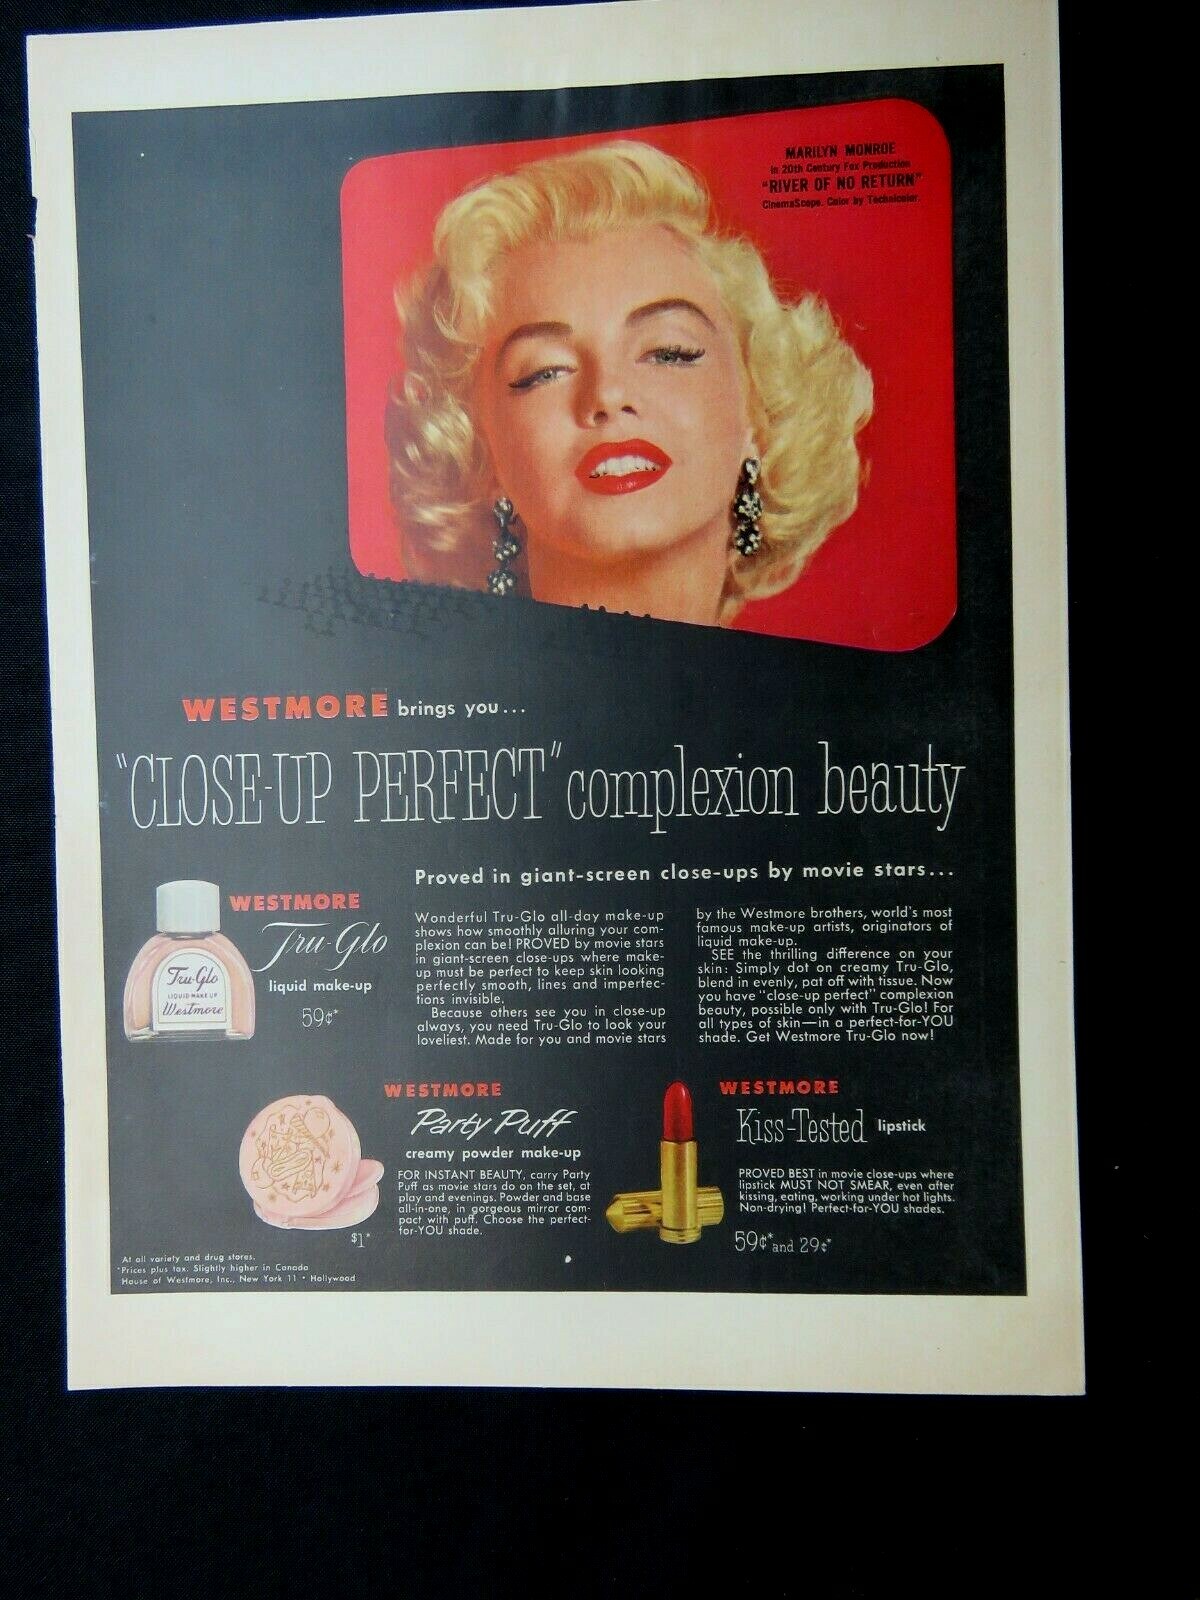 MARILYN MONROE
in 20th Century Fox Production
"RIVER OF NO RETURN"
CinemaScope. Color by Technicolor.
WESTMORE brings you...
"CLOSE-UP PERFECT" complexion beauty
Proved in giant-screen close-ups by movie stars...
WESTMORE
Tru-Glo
liquid make-up
59¢*
Tru-Glo
LIQUID MAKE UP
Westmore
Wonderful Tru-Glo all-day make-up
shows how smoothly alluring your com-
plexion can be! PROVED by movie stars
in giant-screen close-ups where make-
up must be perfect to keep skin looking
perfectly smooth, lines and imperfec-
tions invisible.
Because others see you in close-up
always, you need Tru-Glo to look your
loveliest. Made for you and movie stars
by the Westmore brothers, world's most
famous make-up artists, originators of
liquid make-up.
SEE the thrilling difference on your
skin: Simply dot on creamy Tru-Glo,
blend in evenly, pat off with tissue. Now
you have "close-up perfect" complexion
beauty, possible only with Tru-Glo! For
all types of skin—in a perfect-for-YOU
shade. Get Westmore Tru-Glo now!
WESTMORE
Party Puff
creamy powder make-up
FOR INSTANT BEAUTY, carry Party
Puff as movie stars do on the set, at
play and evenings. Powder and base
all-in-one, in gorgeous mirror com-
pact with puff. Choose the perfect-
for-YOU shade.
$1*
WESTMORE
Kiss-Tested lipstick
PROVED BEST in movie close-ups where
lipstick MUST NOT SMEAR, even after
kissing, eating, working under hot lights.
Non-drying! Perfect-for-YOU shades.
59¢* and 29¢*
At all variety and drug stores.
*Prices plus tax. Slightly higher in Canada
House of Westmore, Inc., New York 11 • Hollywood